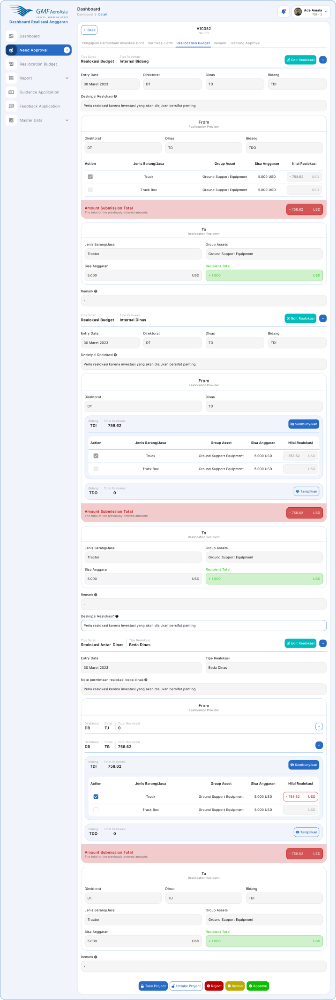 GMF AeroAsia
GARUDA INDONESIA GROUP
Dashboard Realisasi Anggaran
Dashboard
Need Approval
3
Reallocation Budget
Report
Guidance Application
Feedback Application
Master Data
Dashboard
Dashboard > Detail
Ade Amala
TDI - 2
Back
A10052
No. PPI
Pengajuan Permintaan Investasi (PPI) Verifikasi Form Reallocation Budget Remark Tracking Approval
Tipe Surat Tipe Realokasi
Realokasi Budget Internal Bidang
Edit Realokasi
Entry Date Direktorat DInas Bidang
30 Maret 2023 DT TD TDI
Deskripsi Realokasi
Perlu realokasi karena investasi yang akan diajukan bersifat penting
From
Reallocation Provider
Direktorat DInas Bidang
DT TD TDO
Action Jenis Barang/Jasa Group Asset Sisa Anggaran Nilai Realokasi
Truck Ground Support Equipment 5.000 USD - 758.62 USD
Truck Box Ground Support Equipment 5.000 USD USD
Amount Submission Total
The total of the previously entered amounts
- 758.62 USD
To
Reallocation Recipient
Jenis Barang/Jasa Group Assets
Tractor Ground Support Equipment
Sisa Anggaran Recipient Total
5.000 USD + 1.000 USD
Remark
-
Tipe Surat Tipe Realokasi
Realokasi Budget Internal Dinas
Edit Realokasi
Entry Date Direktorat DInas Bidang
30 Maret 2023 DT TD TDI
Deskripsi Realokasi
Perlu realokasi karena investasi yang akan diajukan bersifat penting
From
Reallocation Provider
Direktorat Dinas
DT TD
Bidang Total Realokasi
TDI 758.62
Sembunyikan
Action Jenis Barang/Jasa Group Asset Sisa Anggaran Nilai Realokasi
Truck Ground Support Equipment 5.000 USD - 758.62 USD
Truck Box Ground Support Equipment 5.000 USD USD
Bidang Total Realokasi
TDO 0
Tampilkan
Amount Submission Total
The total of the previously entered amounts
- 758.62 USD
To
Reallocation Recipient
Jenis Barang/Jasa Group Assets
Tractor Ground Support Equipment
Sisa Anggaran Recipient Total
5.000 USD + 1.000 USD
Remark
-
Deskripsi Realokasi*
Perlu realokasi karena investasi yang akan diajukan bersifat penting
Tipe Surat Tipe Realokasi
Realokasi Antar-Dinas Beda Dinas
Edit Realokasi
Entry Date Tipe Realokasi
30 Maret 2023 Beda Dinas
Note permintaan realokasi beda dinas
Perlu realokasi karena investasi yang akan diajukan bersifat penting
From
Reallocation Provider
Direktorat Dinas Total Realokasi
DB TJ 0
Direktorat Dinas Total Realokasi
DB TB 758.62
Bidang Total Realokasi
TDI 758.62
Sembunyikan
Action Jenis Barang/Jasa Group Asset Sisa Anggaran Nilai Realokasi
Truck Ground Support Equipment 5.000 USD - 758.62 USD
Truck Box Ground Support Equipment 5.000 USD USD
Bidang Total Realokasi
TDO 0
Tampilkan
Amount Submission Total
The total of the previously entered amounts
- 758.62 USD
To
Reallocation Recipient
Direktorat DInas Bidang
DT TD TDI
Jenis Barang/Jasa Group Assets
Tractor Ground Support Equipment
Sisa Anggaran Recipient Total
5.000 USD + 1.000 USD
Remark
-
Take Project Untake Project Reject Revise Approve